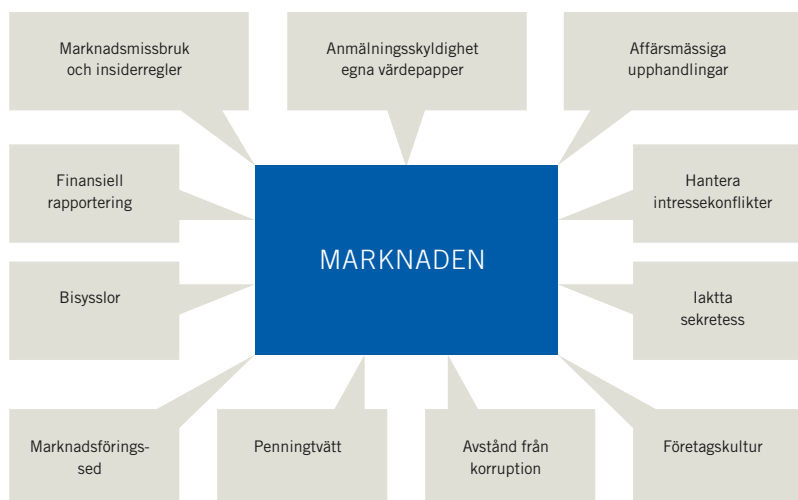 Marknadsmissbruk
och insiderregler
Anmälningsskyldighet
egna värdepapper
Affärsmässiga
upphandlingar
Finansiell
rapportering
Hantera
intressekonflikter
MARKNADEN
Bisysslor
Iaktta
sekretess
Marknadsförings-
sed
Penningtvätt
Avstånd från
korruption
Företagskultur